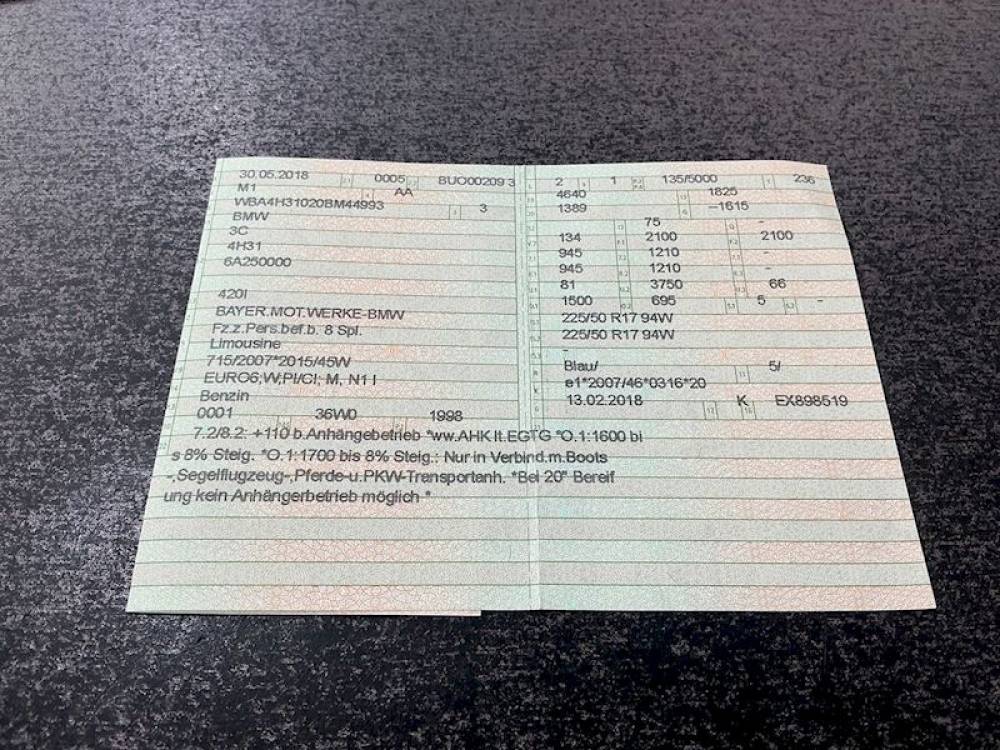 30.05.2018 0005 BUO00209 3
M1 AA
WBA4H31020BM44993 3
BMW
3C
4H31
6A250000
420I
BAYER.MOT.WERKE-BMW
Fz.z.Pers.bef.b. 8 Spl.
Limousine
715/2007*2015/45W
EURO6;W,PI/CI; M, N1 I
Benzin
0001 36W0 1998
2 1 135/5000 236
4640 1825
1389 –1615
75 -
134 2100 2100
945 1210 -
945 1210 -
81 3750 66
1500 695 5 -
225/50 R17 94W
225/50 R17 94W
-
Blau/ 5/
e1*2007/46*0316*20
13.02.2018 K EX898519
7.2/8.2: +110 b.Anhängebetrieb *ww.AHK lt.EGTG *O.1:1600 bi
s 8% Steig. *O.1:1700 bis 8% Steig.: Nur in Verbind.m.Boots
-,Segelflugzeug-,Pferde-u.PKW-Transportanh. *Bei 20" Bereif
ung kein Anhängerbetrieb möglich *